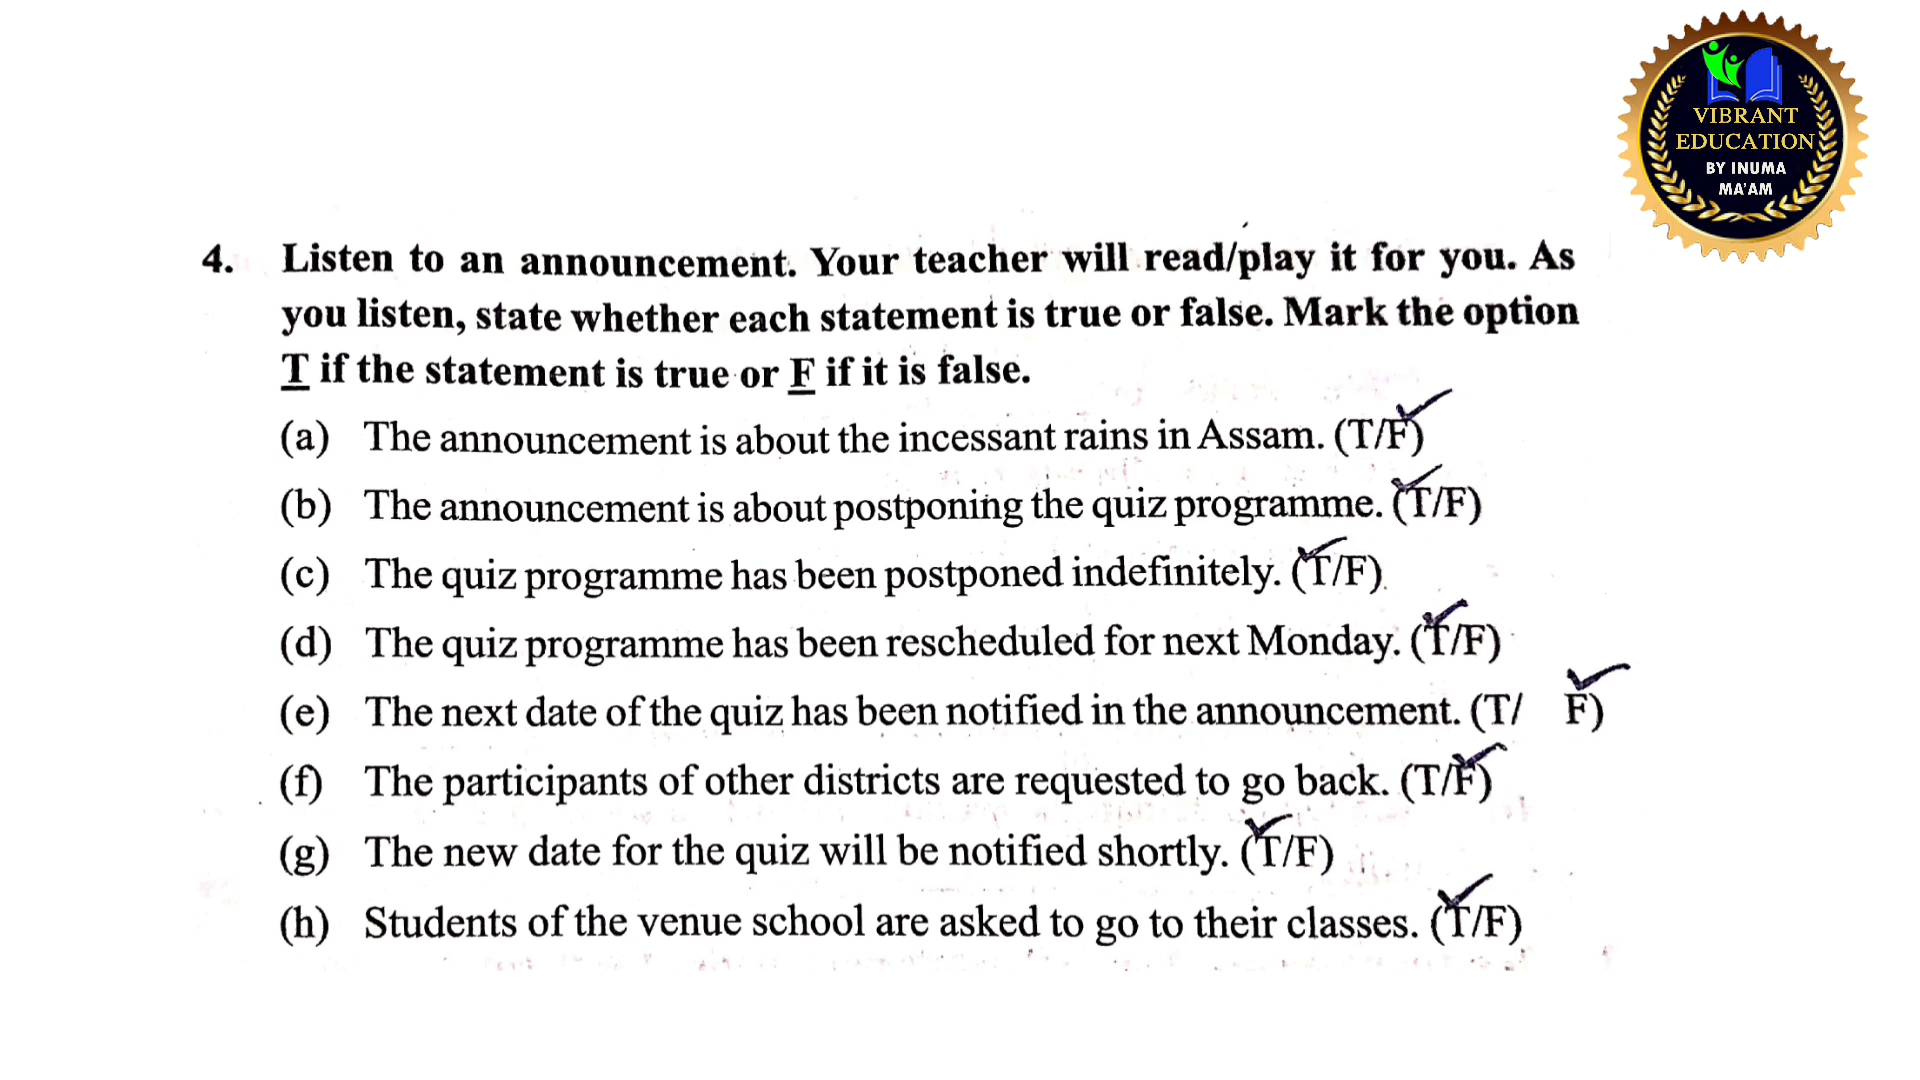 VIBRANT
EDUCATION
BY INUMA
MA'AM
4. Listen to an announcement. Your teacher will read/play it for you. As
you listen, state whether each statement is true or false. Mark the option
T if the statement is true or F if it is false.
(a) The announcement is about the incessant rains in Assam. (T/F)
(b) The announcement is about postponing the quiz programme. (T/F)
(c) The quiz programme has been postponed indefinitely. (T/F)
(d) The quiz programme has been rescheduled for next Monday. (T/F)
(e) The next date of the quiz has been notified in the announcement. (T/ F)
(f) The participants of other districts are requested to go back. (T/F)
(g) The new date for the quiz will be notified shortly. (T/F)
(h) Students of the venue school are asked to go to their classes. (T/F)